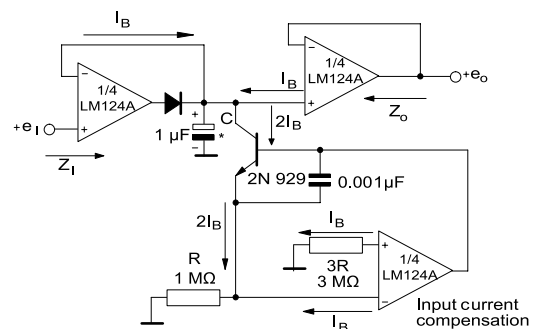 I_B
1/4
LM124A
+e_I
Z_I
+
−
1 µF
*
C
I_B
2I_B
1/4
LM124A
+e_o
Z_o
2N 929
0.001µF
2I_B
R
1 MΩ
I_B
3R
3 MΩ
1/4
LM124A
I_B
Input current
compensation